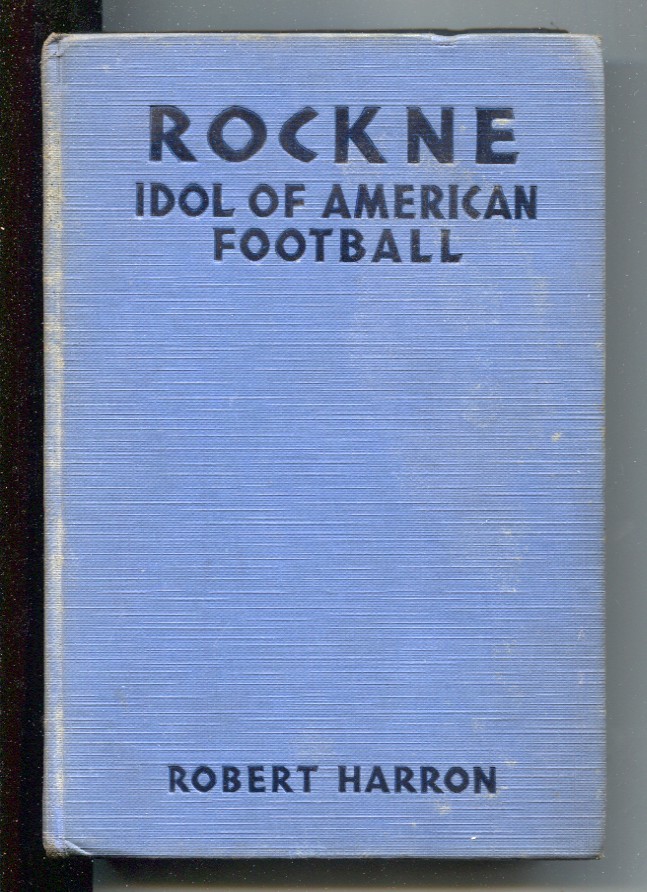 ROCKNE
IDOL OF AMERICAN
FOOTBALL
ROBERT HARRON